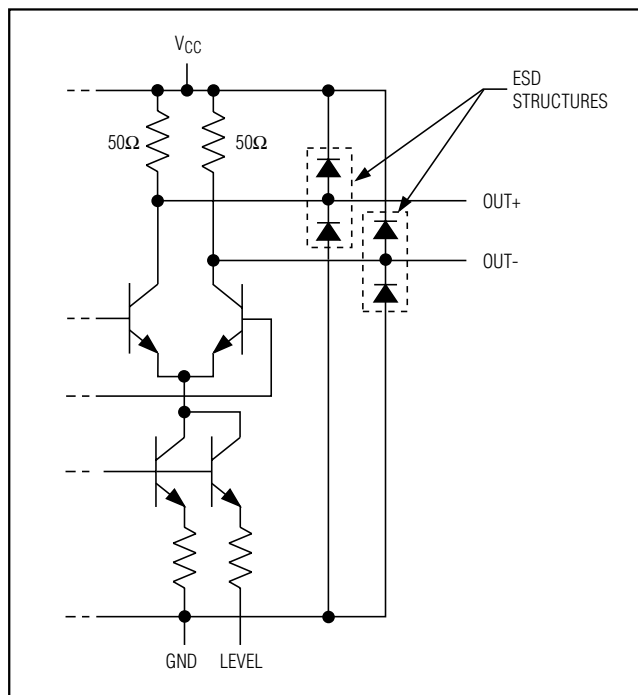 VCC
ESD
STRUCTURES
50Ω
50Ω
OUT+
OUT-
GND
LEVEL